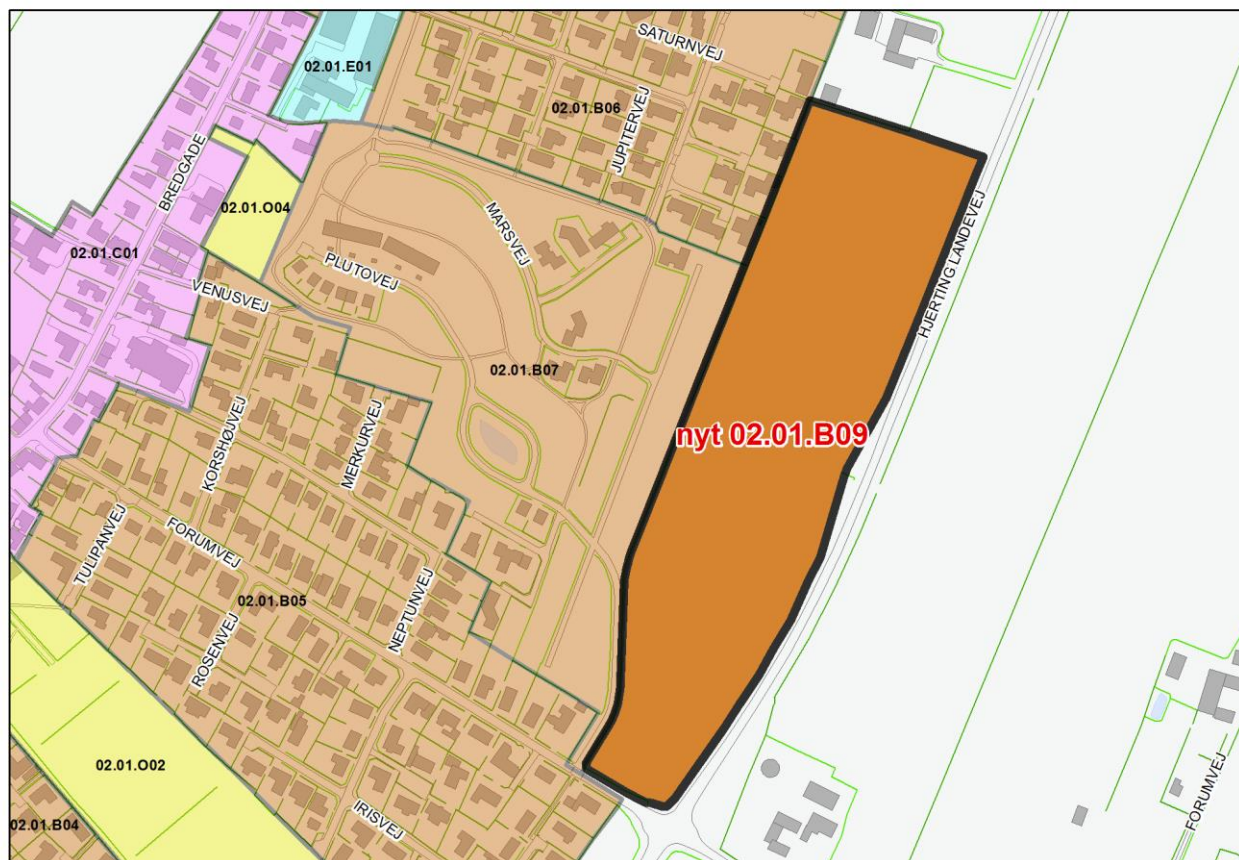 SATURNVEJ
02.01.E01
02.01.B06
JUPITERVEJ
BREDGADE
02.01.O04
MARSVEJ
02.01.C01
PLUTOVEJ
VENUSVEJ
HJERTING LANDEVEJ
02.01.B07
KORSHØJVEJ
MERKURVEJ
nyt 02.01.B09
TULIPANVEJ
FORUMVEJ
02.01.B05
NEPTUNVEJ
ROSENVEJ
02.01.O02
IRISVEJ
02.01.B04
FORUMVEJ